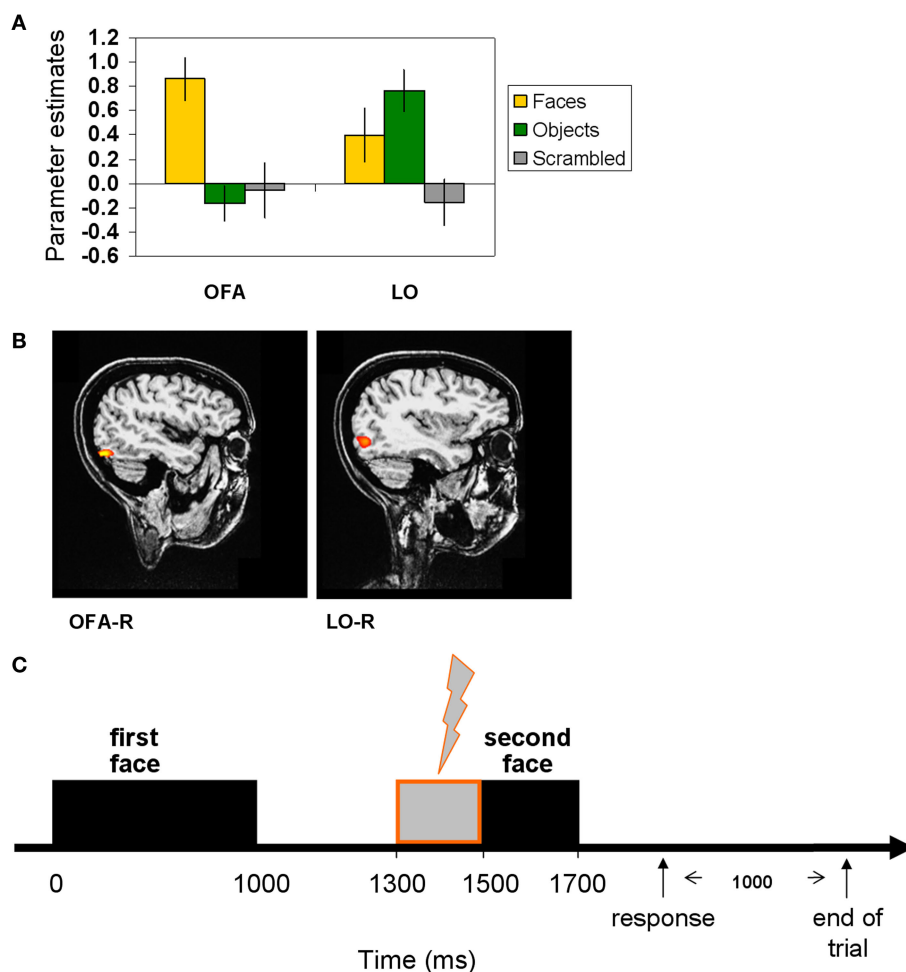 A
Parameter estimates
1.2
1.0
0.8
0.6
0.4
0.2
0.0
-0.2
-0.4
-0.6
OFA LO
Faces
Objects
Scrambled
B
OFA-R LO-R
C
first
face
second
face
0 1000 1300 1500 1700
1000
response
end of
trial
Time (ms)